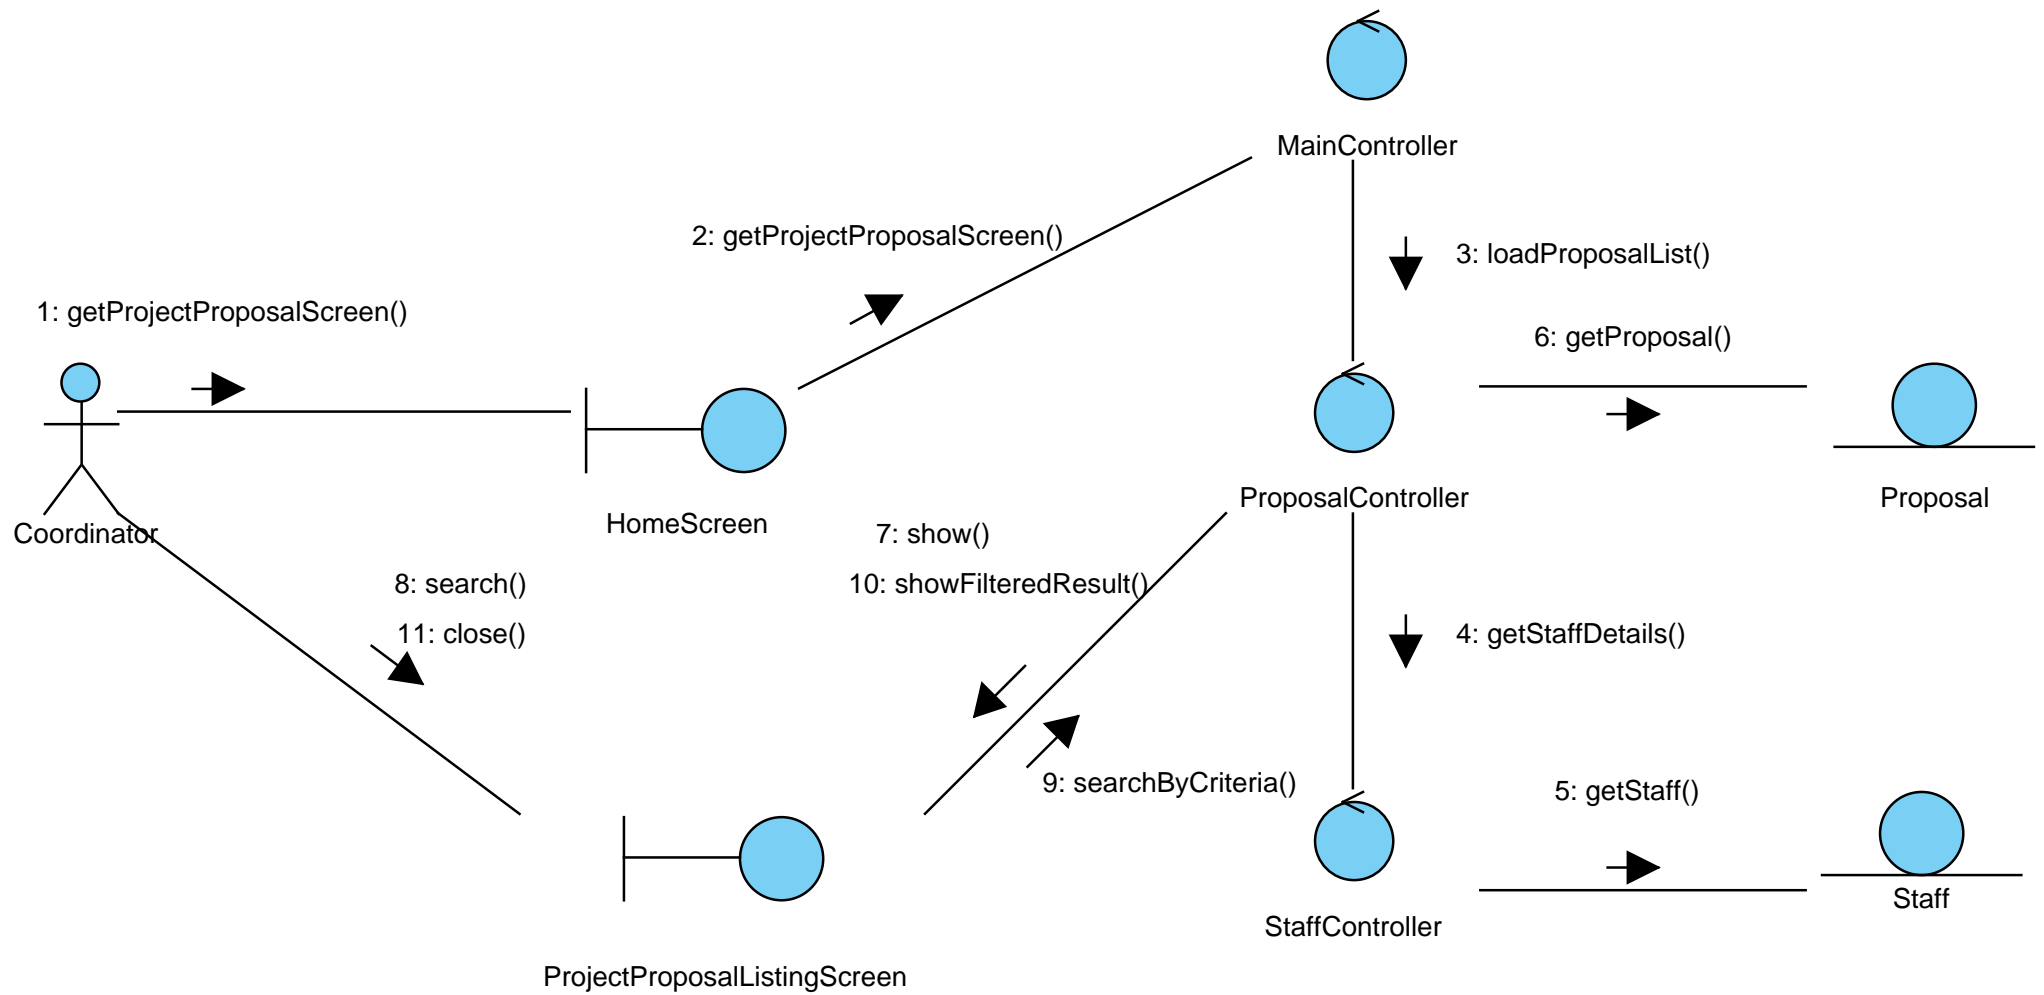 MainController
2: getProjectProposalScreen()
3: loadProposalList()
1: getProjectProposalScreen()
6: getProposal()
ProposalController
Proposal
HomeScreen
Coordinator
7: show()
10: showFilteredResult()
8: search()
11: close()
4: getStaffDetails()
9: searchByCriteria()
5: getStaff()
Staff
StaffController
ProjectProposalListingScreen